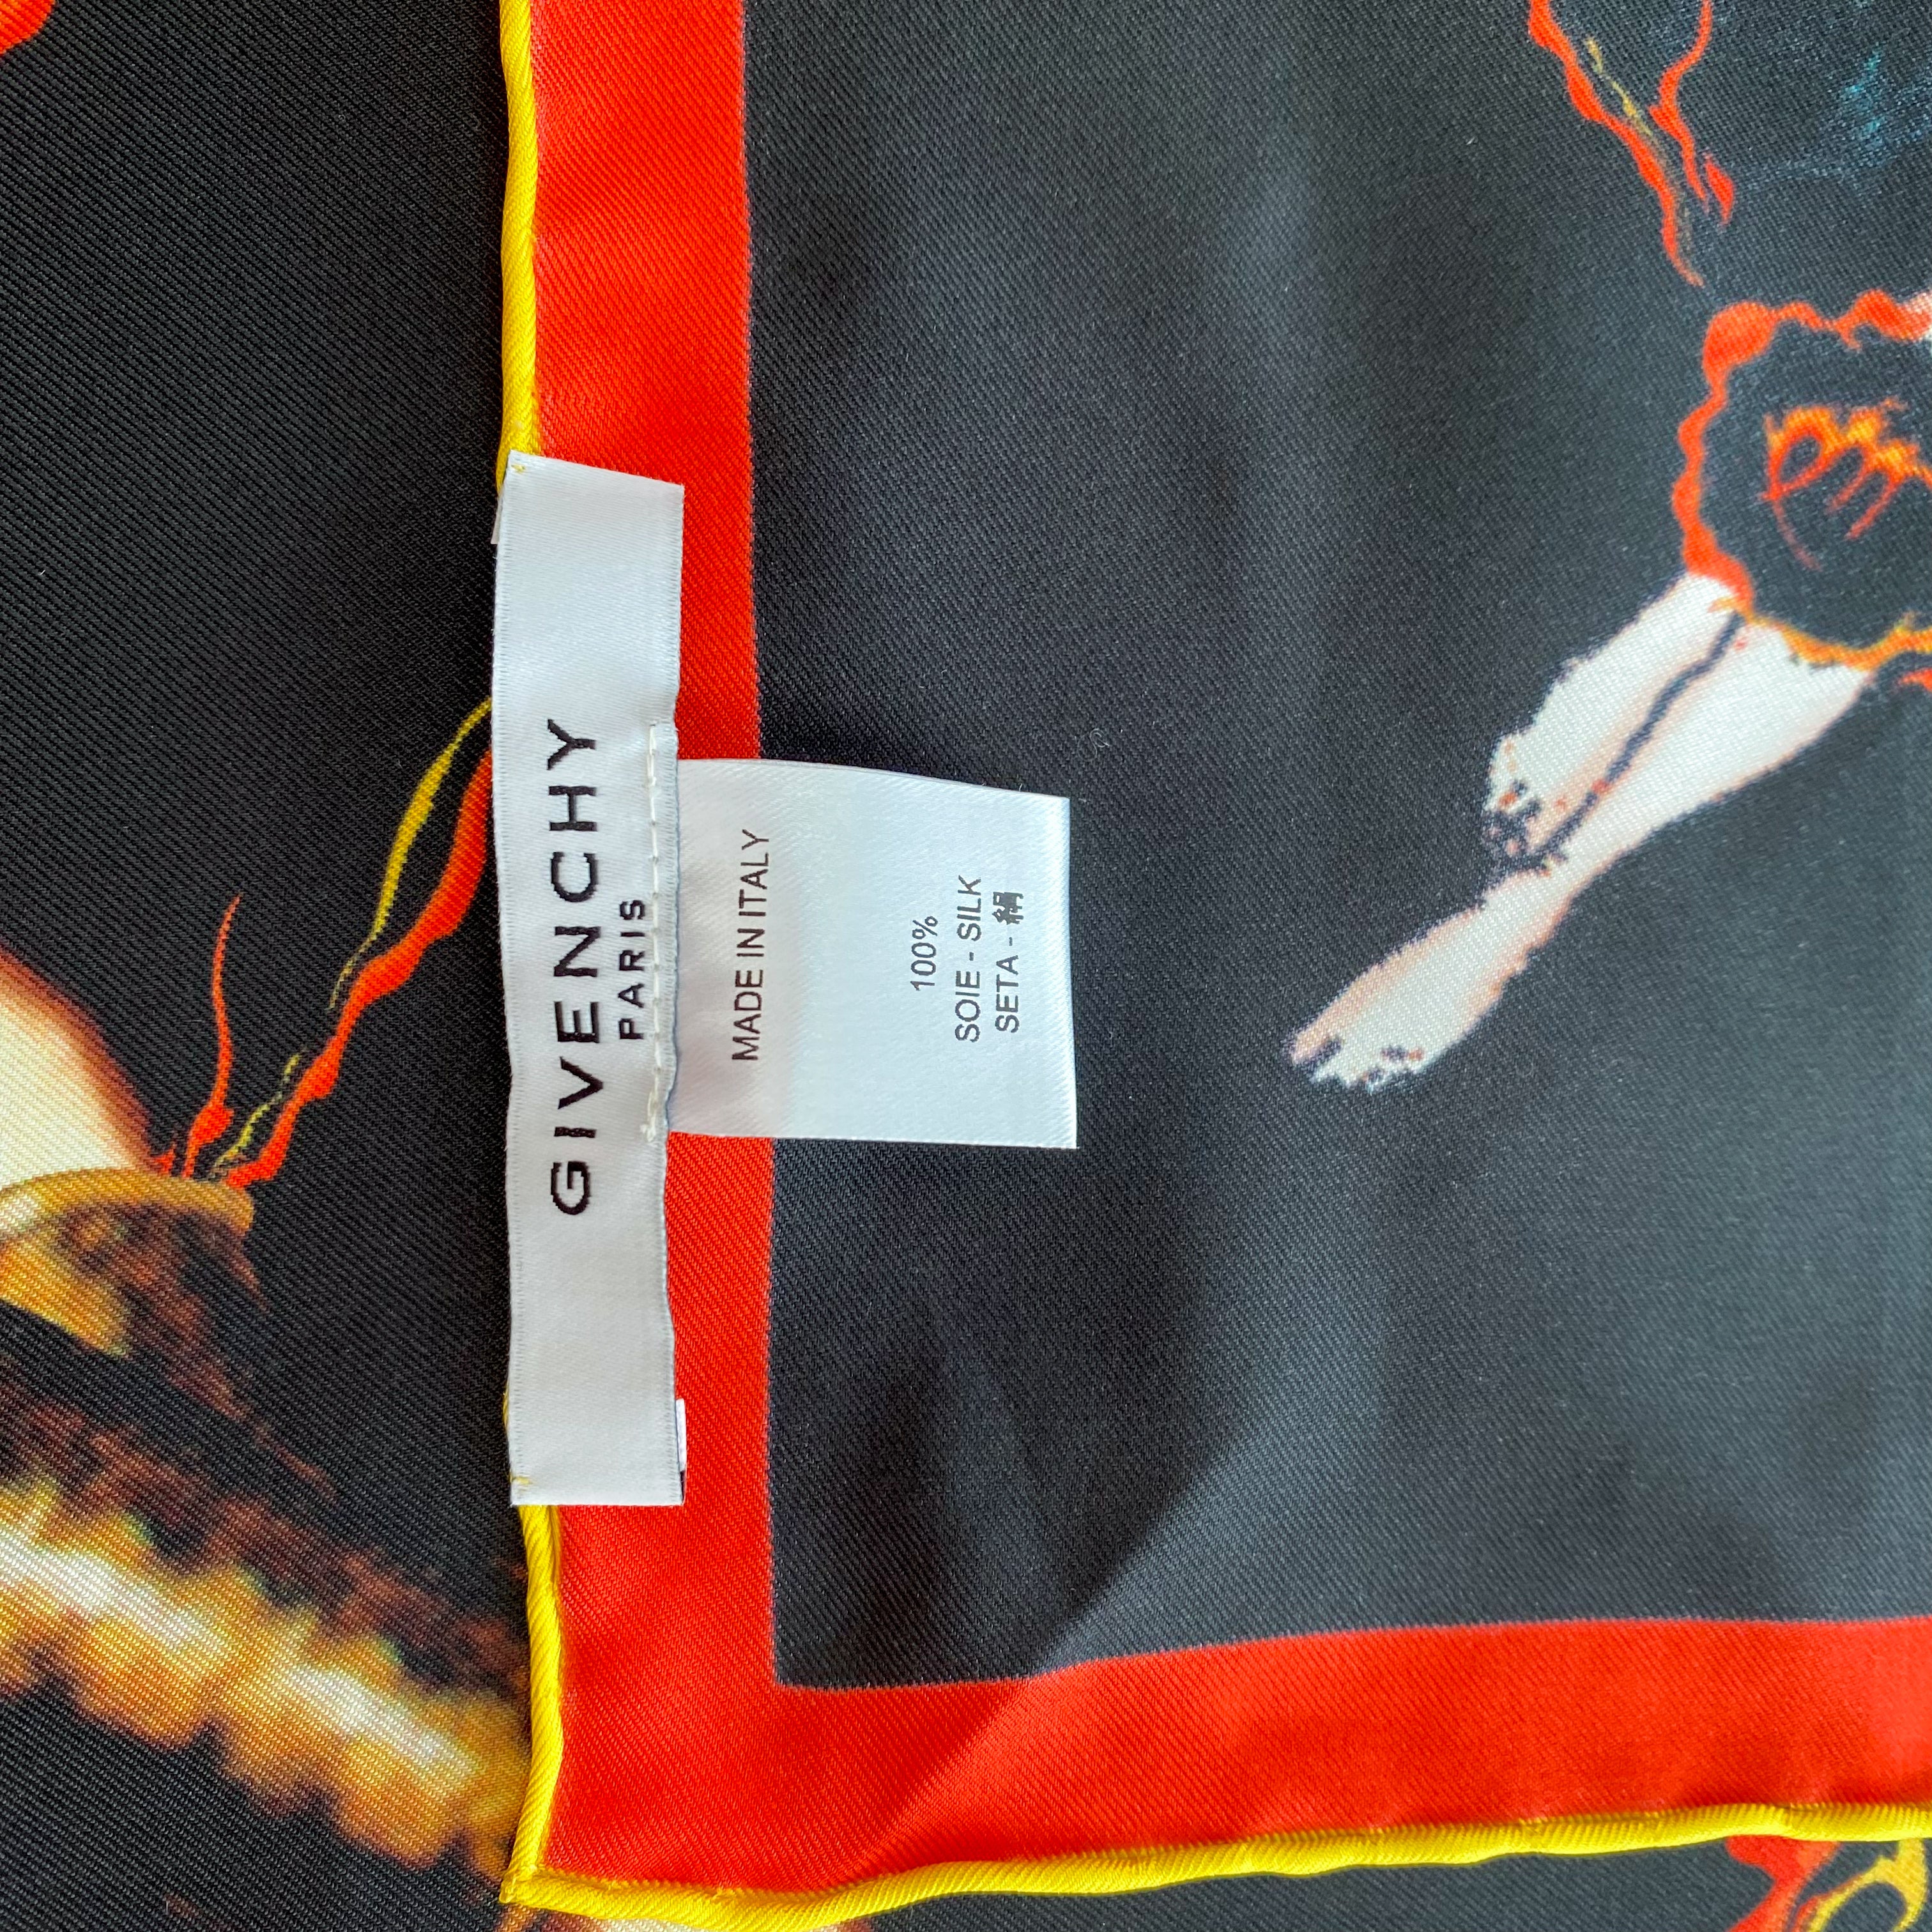 GIVENCHY
PARIS
MADE IN ITALY
100%
SOIE - SILK
SETA - 絹